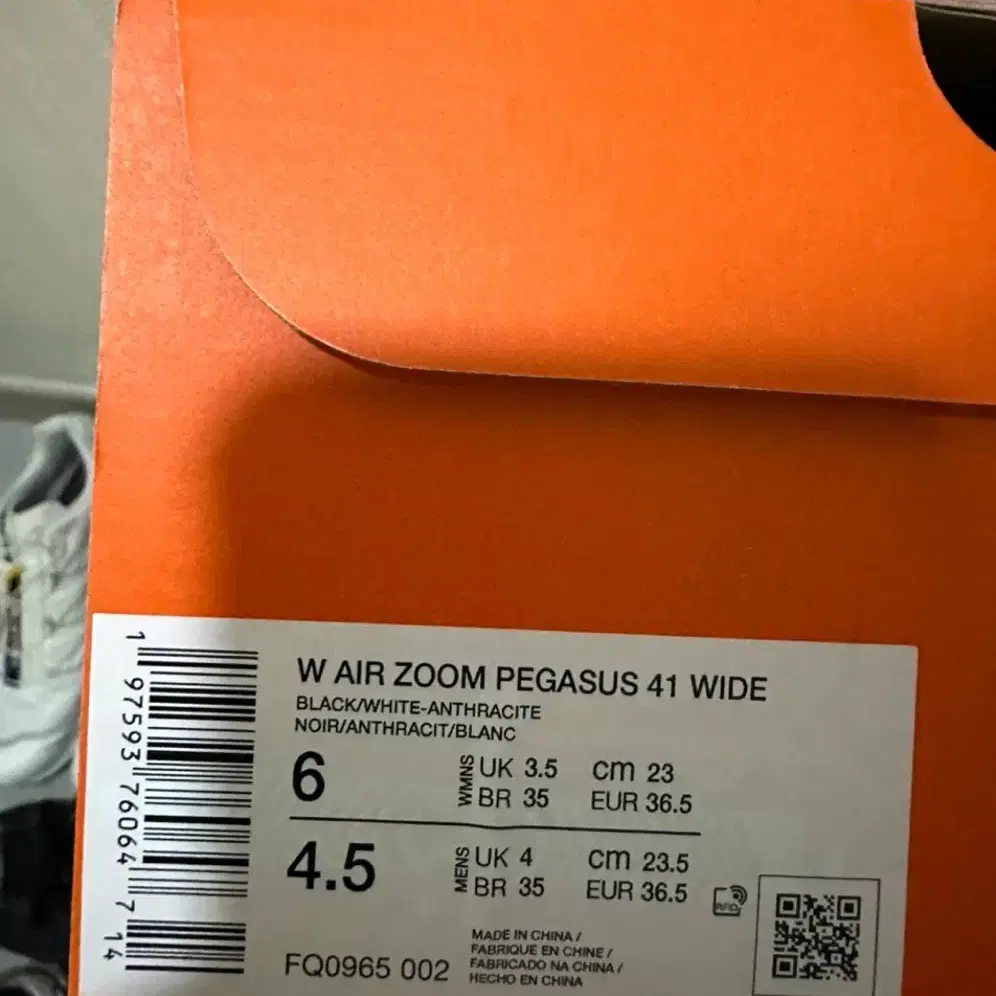 W AIR ZOOM PEGASUS 41 WIDE
BLACK/WHITE-ANTHRACITE
NOIR/ANTHRACIT/BLANC
6 WMNS UK 3.5 cm 23
BR 35 EUR 36.5
4.5 MENS UK 4 cm 23.5
BR 35 EUR 36.5
RFID
FQ0965 002
MADE IN CHINA /
FABRIQUE EN CHINE /
FABRICADO NA CHINA /
HECHO EN CHINA
1 97593 76064 7 14